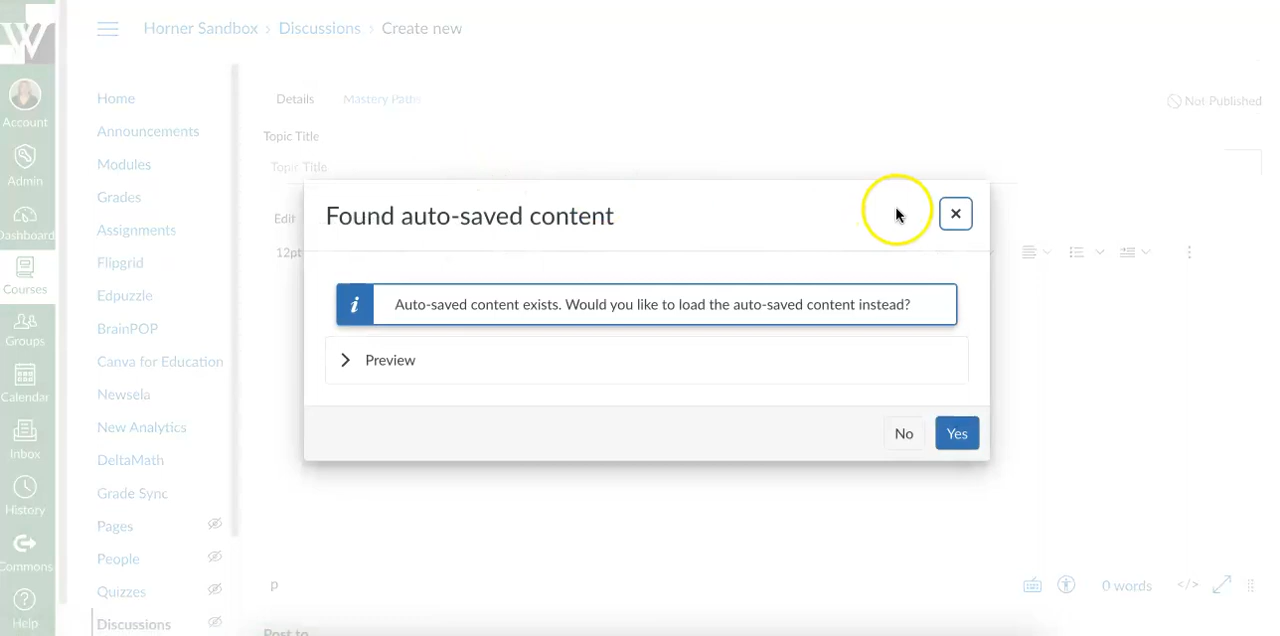 W
Horner Sandbox › Discussions › Create new
Account
Admin
Dashboard
Courses
Groups
Calendar
Inbox
History
Commons
Help
Home
Announcements
Modules
Grades
Assignments
Flipgrid
Edpuzzle
BrainPOP
Canva for Education
Newsela
New Analytics
DeltaMath
Grade Sync
Pages
People
Quizzes
Discussions
Details Mastery Paths
Not Published
Topic Title
Topic Title
Edit
12pt
Found auto-saved content
i Auto-saved content exists. Would you like to load the auto-saved content instead?
Preview
No Yes
p
0 words </>
Post to